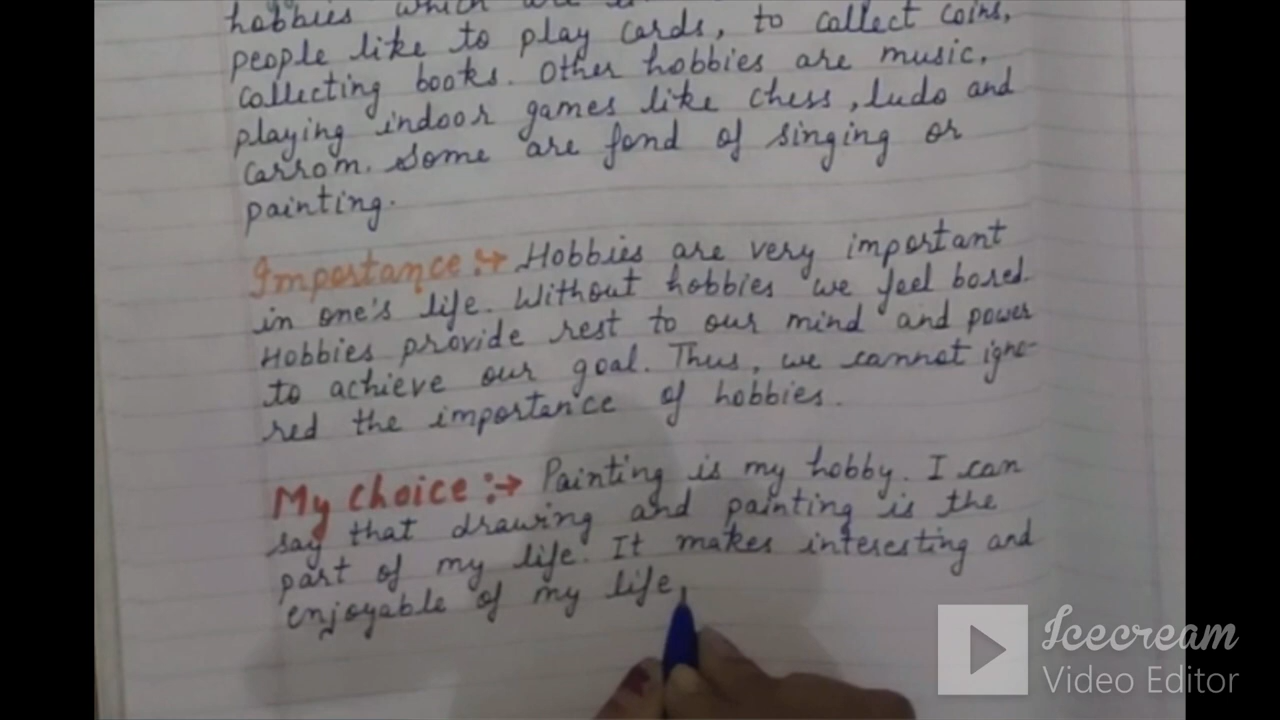 hobbies which are
people like to play cards, to collect coins,
collecting books. Other hobbies are music,
playing indoor games like chess, ludo and
carrom. Some are fond of singing or
painting.
Importance :→ Hobbies are very important
in one's life. Without hobbies we feel bored.
Hobbies provide rest to our mind and power
to achieve our goal. Thus, we cannot igno-
red the importance of hobbies.
My choice :→ Painting is my hobby. I can
say that drawing and painting is the
part of my life. It makes interesting and
enjoyable of my life
Icecream
Video Editor